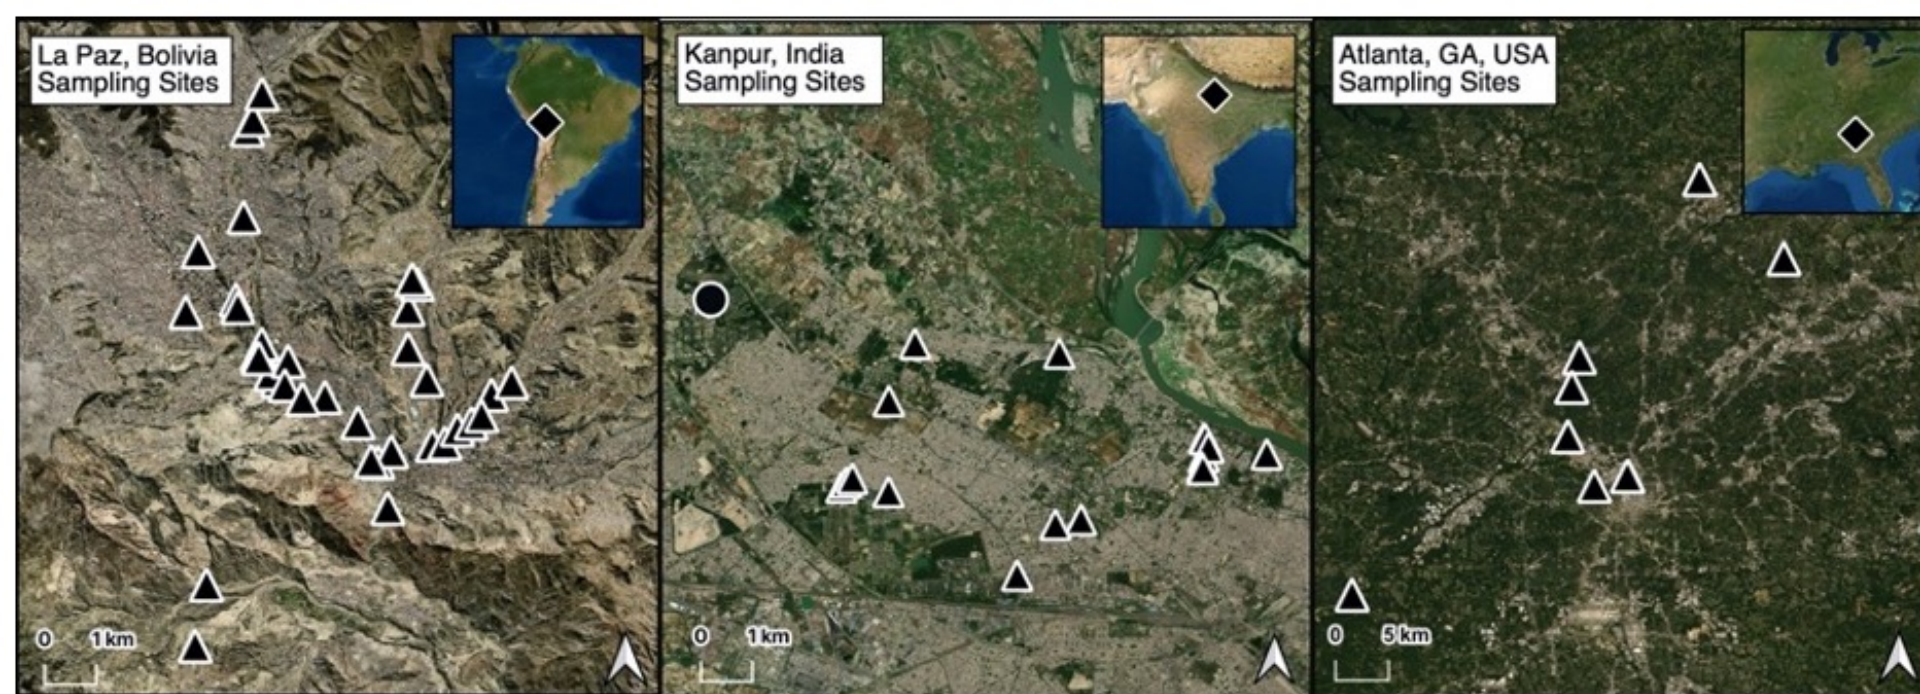 La Paz, Bolivia
Sampling Sites
0 1 km
Kanpur, India
Sampling Sites
0 1 km
Atlanta, GA, USA
Sampling Sites
0 5 km